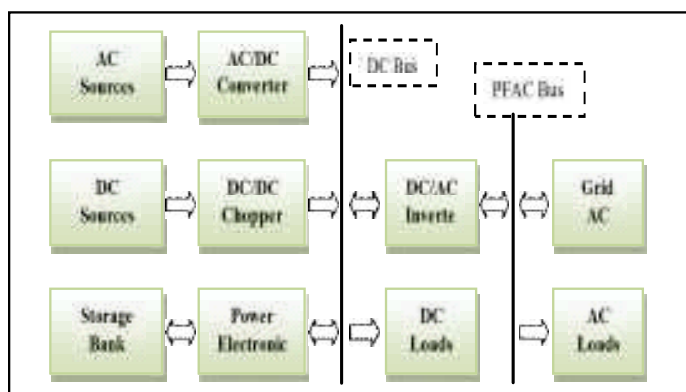 AC
Sources
AC/DC
Converter
DC Bus
PFAC Bus
DC
Sources
DC/DC
Chopper
DC/AC
Inverte
Grid
AC
Storage
Bank
Power
Electronic
DC
Loads
AC
Loads